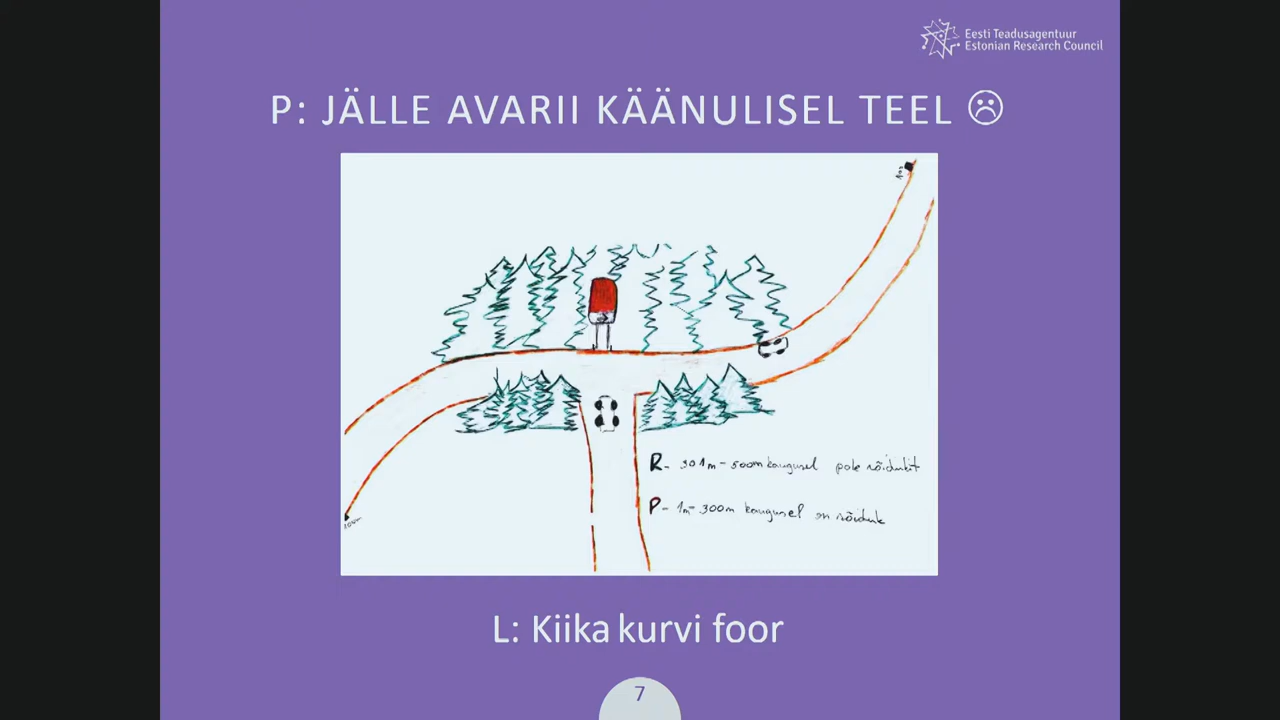 Eesti Teadusagentuur
Estonian Research Council
P: JÄLLE AVARII KÄÄNULISEL TEEL ☹
R- 301m - 500m kaugusel pole sõidukit
P- 1m- 300m kaugusel on sõiduk
L: Kiika kurvi foor
7